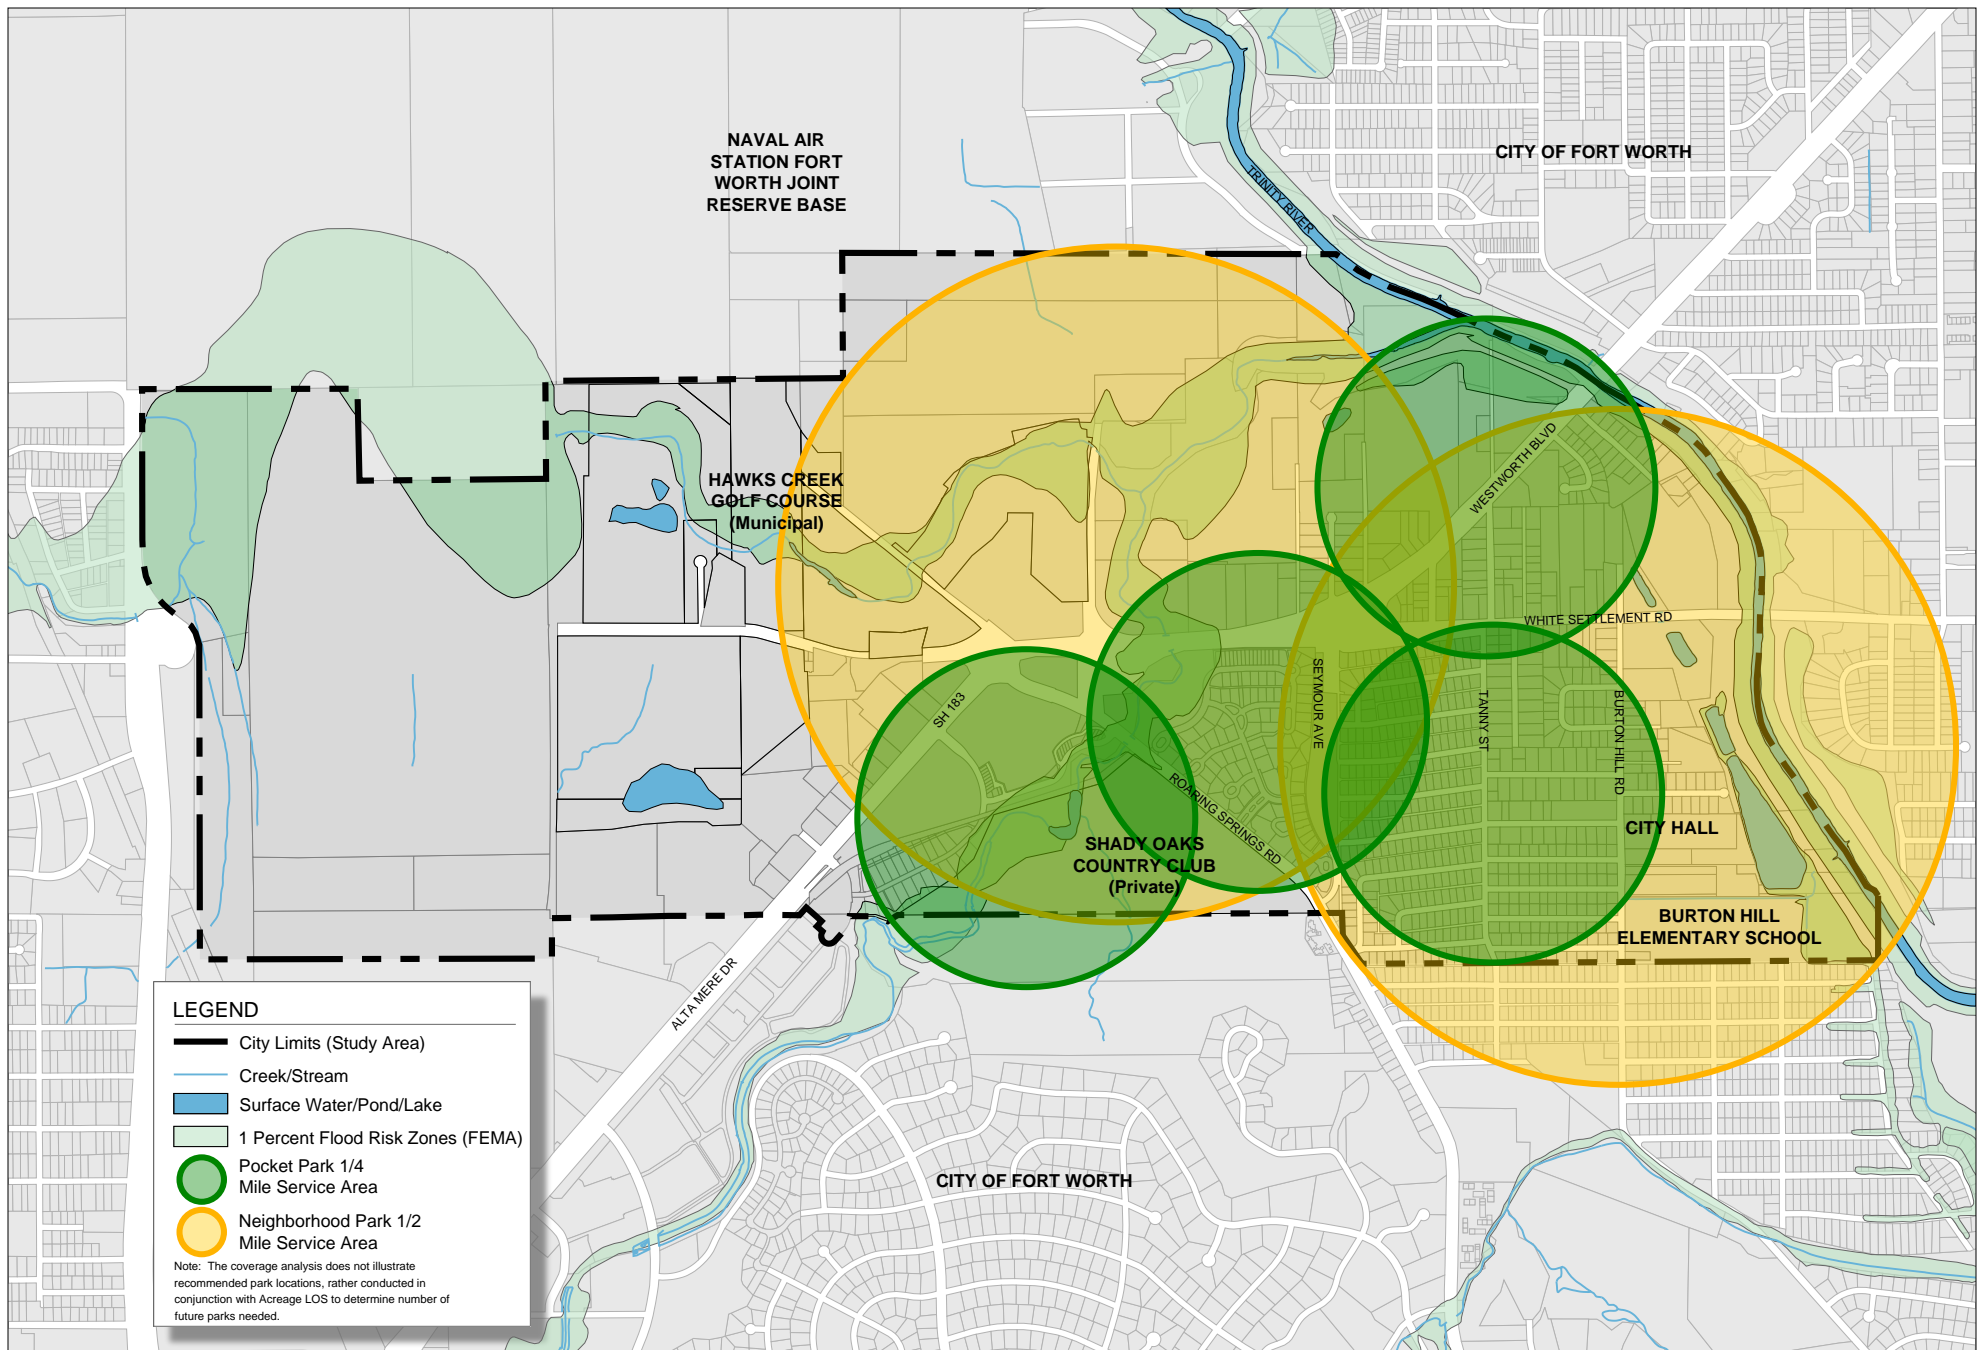 NAVAL AIR
STATION FORT
WORTH JOINT
RESERVE BASE
CITY OF FORT WORTH
TRINITY RIVER
HAWKS CREEK
GOLF COURSE
(Municipal)
WESTWORTH BLVD
WHITE SETTLEMENT RD
SEYMOUR AVE
TANNY ST
BURTON HILL RD
SH 183
ROARING SPRINGS RD
CITY HALL
SHADY OAKS
COUNTRY CLUB
(Private)
BURTON HILL
ELEMENTARY SCHOOL
ALTA MERE DR
CITY OF FORT WORTH
LEGEND
City Limits (Study Area)
Creek/Stream
Surface Water/Pond/Lake
1 Percent Flood Risk Zones (FEMA)
Pocket Park 1/4
Mile Service Area
Neighborhood Park 1/2
Mile Service Area
Note:  The coverage analysis does not illustrate
recommended park locations, rather conducted in
conjunction with Acreage LOS to determine number of
future parks needed.